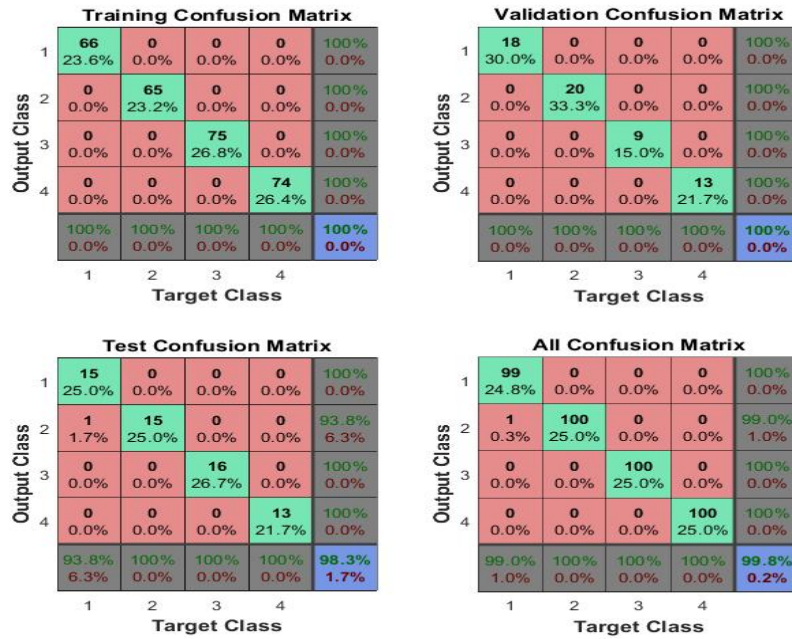 Training Confusion Matrix
Output Class
1
66 0 0 0 100%
23.6% 0.0% 0.0% 0.0% 0.0%
2
0 65 0 0 100%
0.0% 23.2% 0.0% 0.0% 0.0%
3
0 0 75 0 100%
0.0% 0.0% 26.8% 0.0% 0.0%
4
0 0 0 74 100%
0.0% 0.0% 0.0% 26.4% 0.0%
100% 100% 100% 100% 100%
0.0% 0.0% 0.0% 0.0% 0.0%
1 2 3 4
Target Class
Validation Confusion Matrix
Output Class
1
18 0 0 0 100%
30.0% 0.0% 0.0% 0.0% 0.0%
2
0 20 0 0 100%
0.0% 33.3% 0.0% 0.0% 0.0%
3
0 0 9 0 100%
0.0% 0.0% 15.0% 0.0% 0.0%
4
0 0 0 13 100%
0.0% 0.0% 0.0% 21.7% 0.0%
100% 100% 100% 100% 100%
0.0% 0.0% 0.0% 0.0% 0.0%
1 2 3 4
Target Class
Test Confusion Matrix
Output Class
1
15 0 0 0 100%
25.0% 0.0% 0.0% 0.0% 0.0%
2
1 15 0 0 93.8%
1.7% 25.0% 0.0% 0.0% 6.3%
3
0 0 16 0 100%
0.0% 0.0% 26.7% 0.0% 0.0%
4
0 0 0 13 100%
0.0% 0.0% 0.0% 21.7% 0.0%
93.8% 100% 100% 100% 98.3%
6.3% 0.0% 0.0% 0.0% 1.7%
1 2 3 4
Target Class
All Confusion Matrix
Output Class
1
99 0 0 0 100%
24.8% 0.0% 0.0% 0.0% 0.0%
2
1 100 0 0 99.0%
0.3% 25.0% 0.0% 0.0% 1.0%
3
0 0 100 0 100%
0.0% 0.0% 25.0% 0.0% 0.0%
4
0 0 0 100 100%
0.0% 0.0% 0.0% 25.0% 0.0%
99.0% 100% 100% 100% 99.8%
1.0% 0.0% 0.0% 0.0% 0.2%
1 2 3 4
Target Class